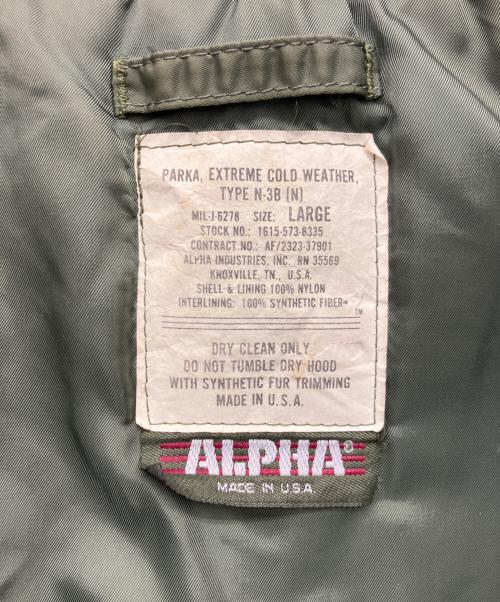 PARKA, EXTREME COLD WEATHER,
TYPE N-3B (N)
MIL-J-6278 SIZE: LARGE
STOCK NO.: 1615-573-8335
CONTRACT NO.: AF/2323-37901
ALPHA INDUSTRIES, INC. RN 35569
KNOXVILLE, TN., U.S.A.
SHELL & LINING 100% NYLON
INTERLINING: 100% SYNTHETIC FIBER
TM
DRY CLEAN ONLY
DO NOT TUMBLE DRY HOOD
WITH SYNTHETIC FUR TRIMMING
MADE IN U.S.A.
ALPHA®
MADE IN U.S.A.